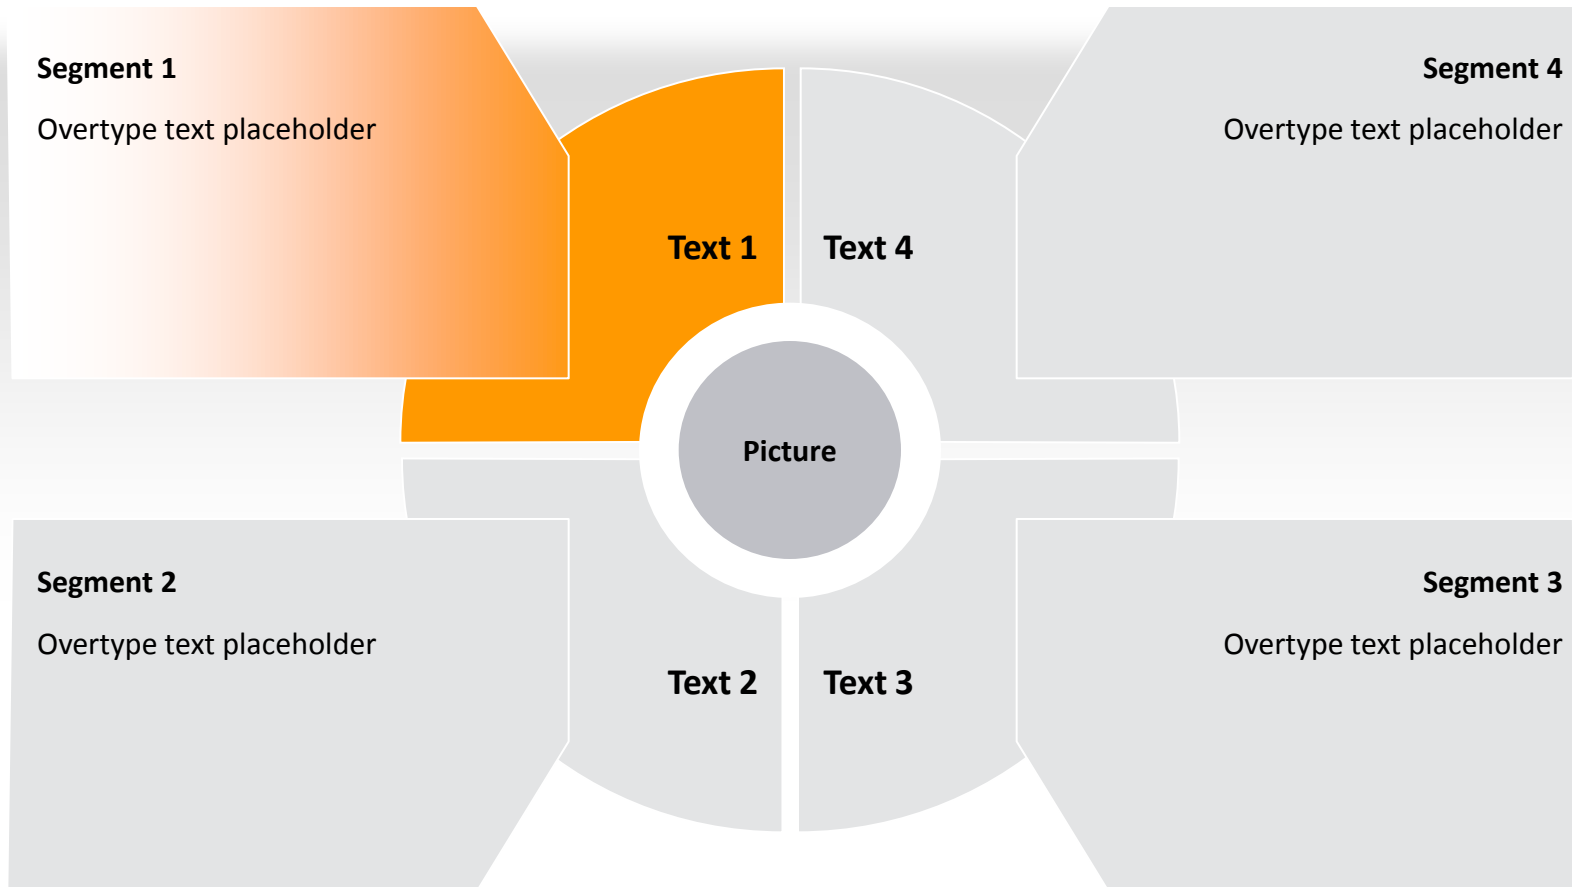 Segment 1
Overtype text placeholder
Segment 4
Overtype text placeholder
Text 1
Text 4
Picture
Segment 2
Overtype text placeholder
Segment 3
Overtype text placeholder
Text 2
Text 3